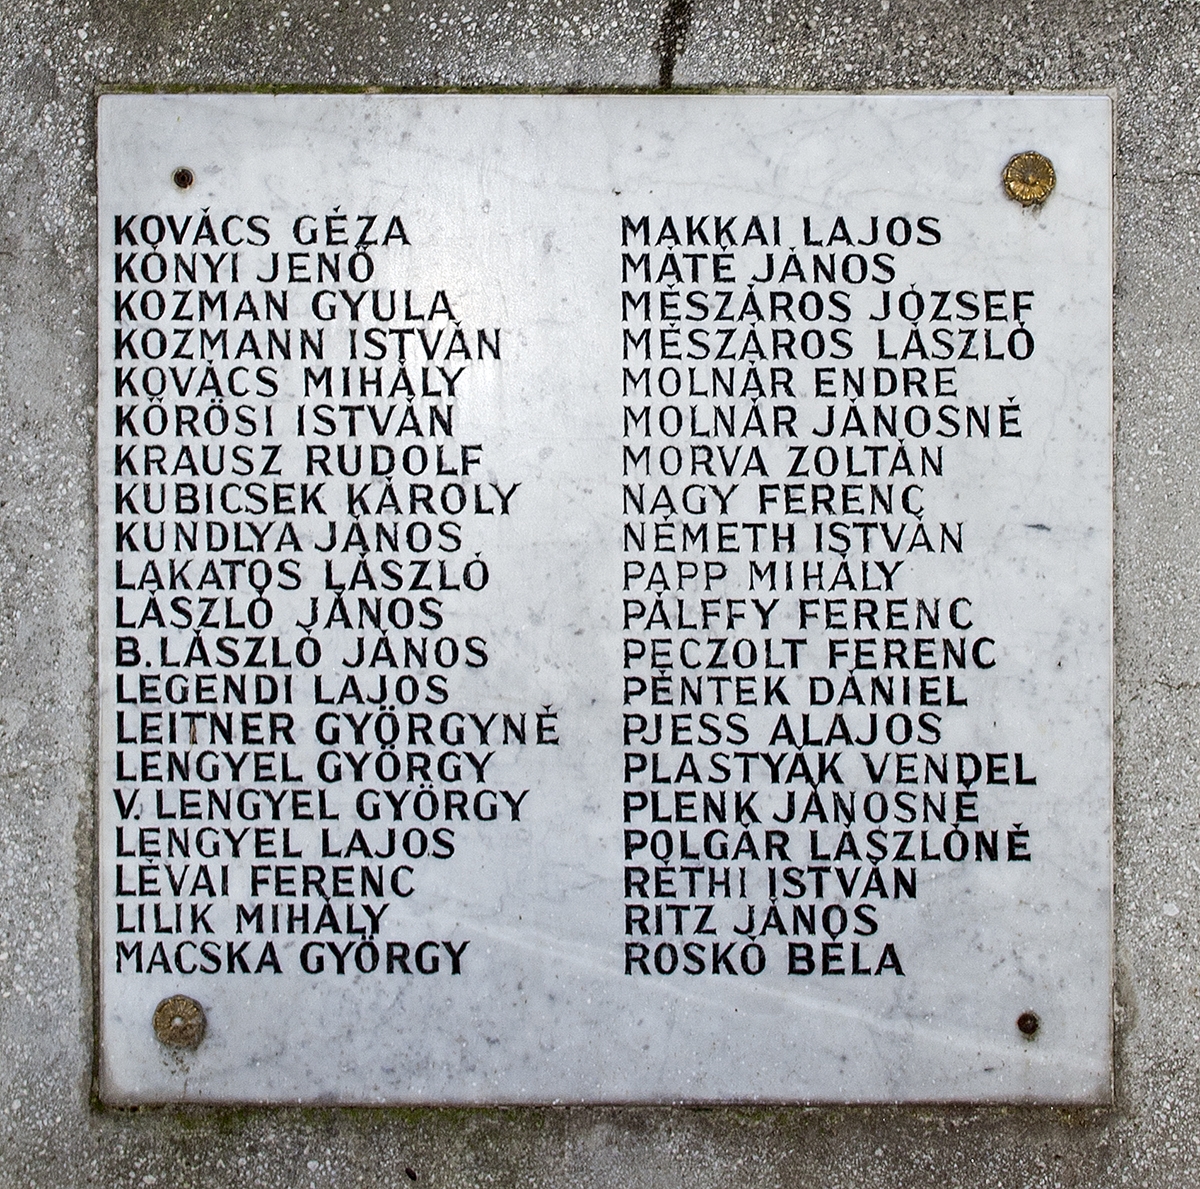 KOVÁCS GÉZA
KÓNYI JENŐ
KOZMAN GYULA
KOZMANN ISTVÁN
KOVÁCS MIHÁLY
KŐRÖSI ISTVÁN
KRAUSZ RUDOLF
KUBICSEK KÁROLY
KUNDLYA JÁNOS
LAKATOS LÁSZLÓ
LÁSZLÓ JÁNOS
B. LÁSZLÓ JÁNOS
LEGENDI LAJOS
LEITNER GYÖRGYNÉ
LENGYEL GYÖRGY
V. LENGYEL GYÖRGY
LENGYEL LAJOS
LÉVAI FERENC
LILIK MIHÁLY
MACSKA GYÖRGY
MAKKAI LAJOS
MÁTÉ JÁNOS
MÉSZÁROS JÓZSEF
MÉSZÁROS LÁSZLÓ
MOLNÁR ENDRE
MOLNÁR JÁNOSNÉ
MORVA ZOLTÁN
NAGY FERENC
NÉMETH ISTVÁN
PAPP MIHÁLY
PÁLFFY FERENC
PECZOLT FERENC
PÉNTEK DÁNIEL
PJESS ALAJOS
PLASTYÁK VENDEL
PLENK JÁNOSNÉ
POLGÁR LÁSZLÓNÉ
RÉTHI ISTVÁN
RITZ JÁNOS
ROSKÓ BÉLA